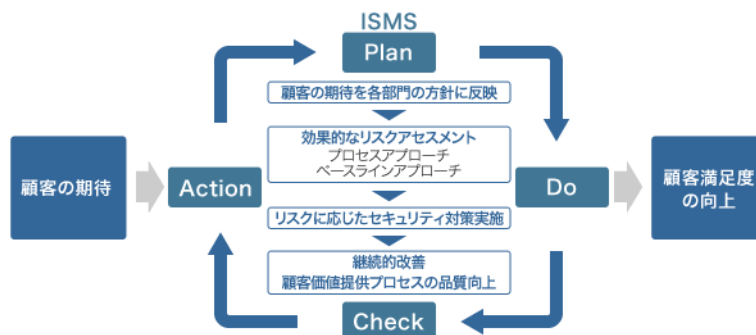 ISMS
Plan
顧客の期待を各部門の方針に反映
効果的なリスクアセスメント
プロセスアプローチ
ベースラインアプローチ
顧客の期待
Action
Do
顧客満足度
の向上
リスクに応じたセキュリティ対策実施
継続的改善
顧客価値提供プロセスの品質向上
Check